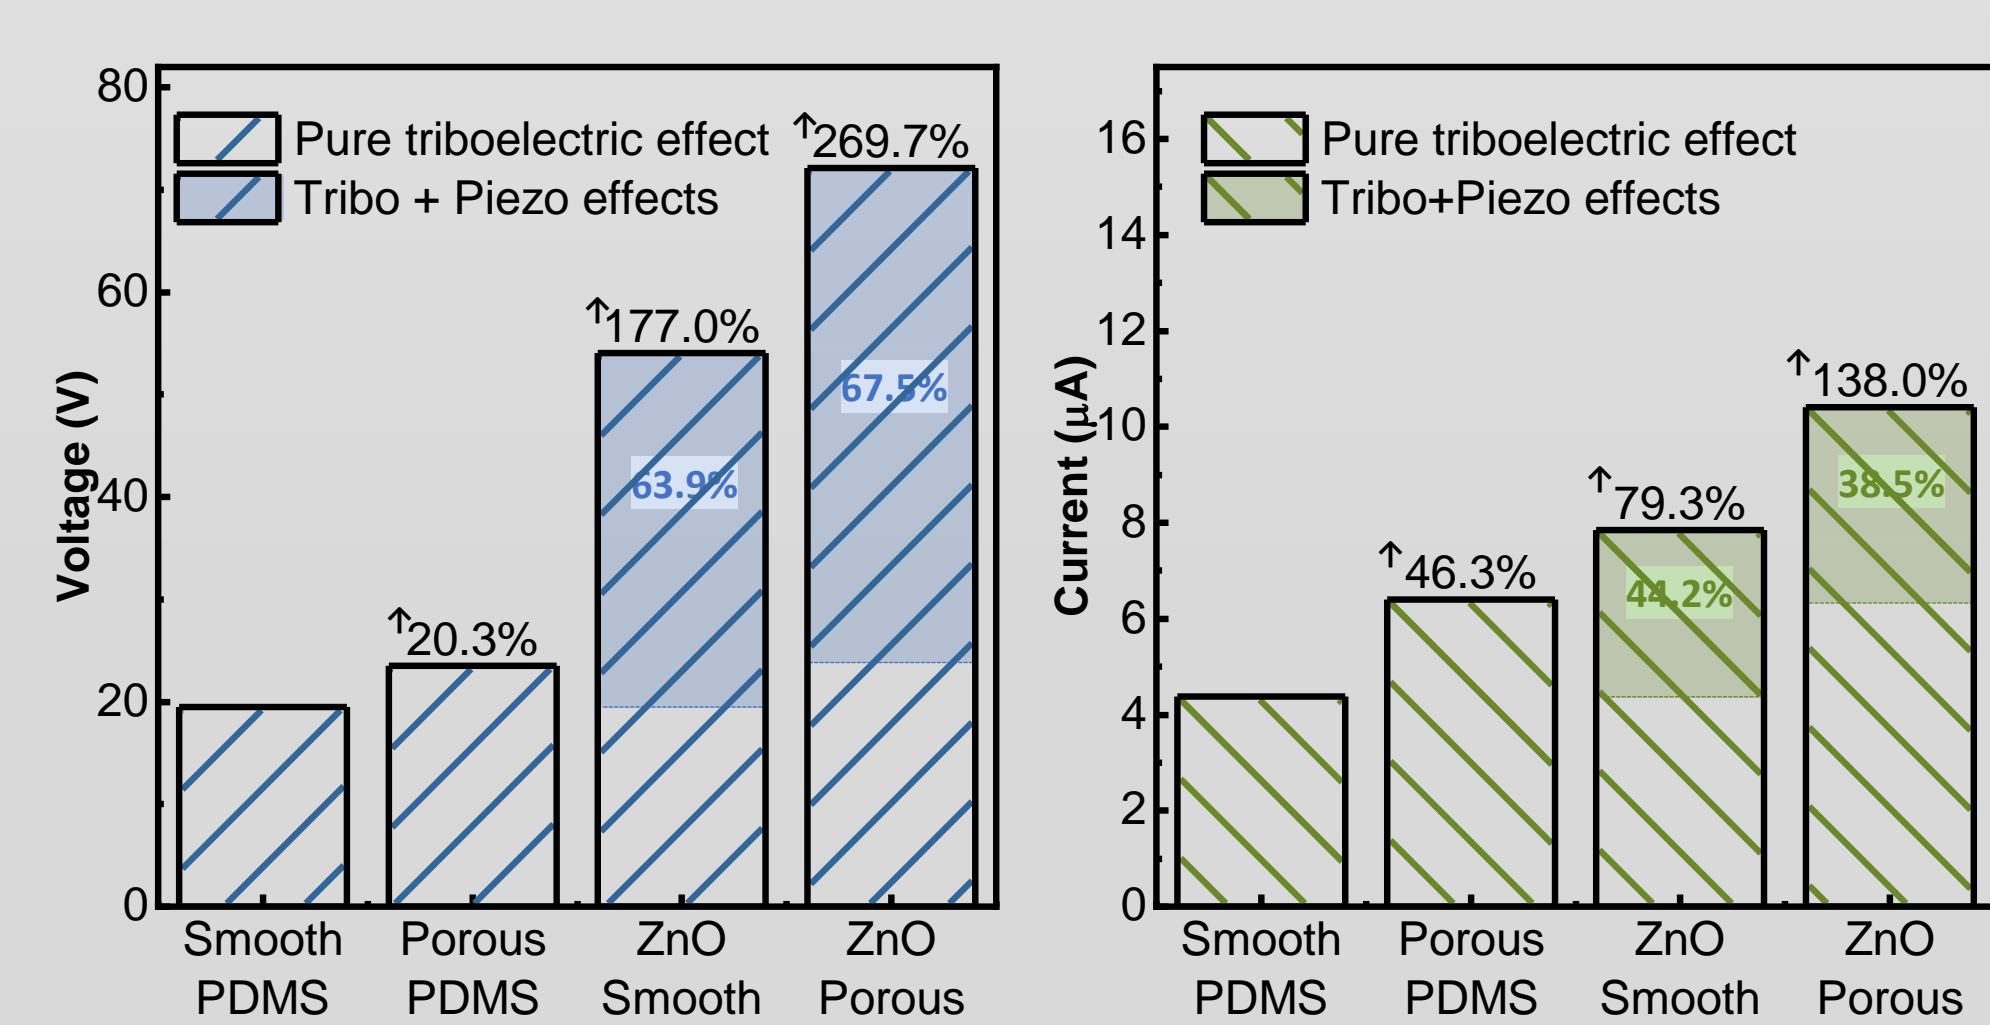 80
60
40
20
0
Voltage (V)
Pure triboelectric effect
Tribo + Piezo effects
↑20.3%
↑177.0%
↑269.7%
63.9%
67.5%
Smooth
PDMS
Porous
PDMS
ZnO
Smooth
ZnO
Porous
16
14
12
10
8
6
4
2
0
Current (μA)
Pure triboelectric effect
Tribo+Piezo effects
↑46.3%
↑79.3%
↑138.0%
44.2%
38.5%
Smooth
PDMS
Porous
PDMS
ZnO
Smooth
ZnO
Porous